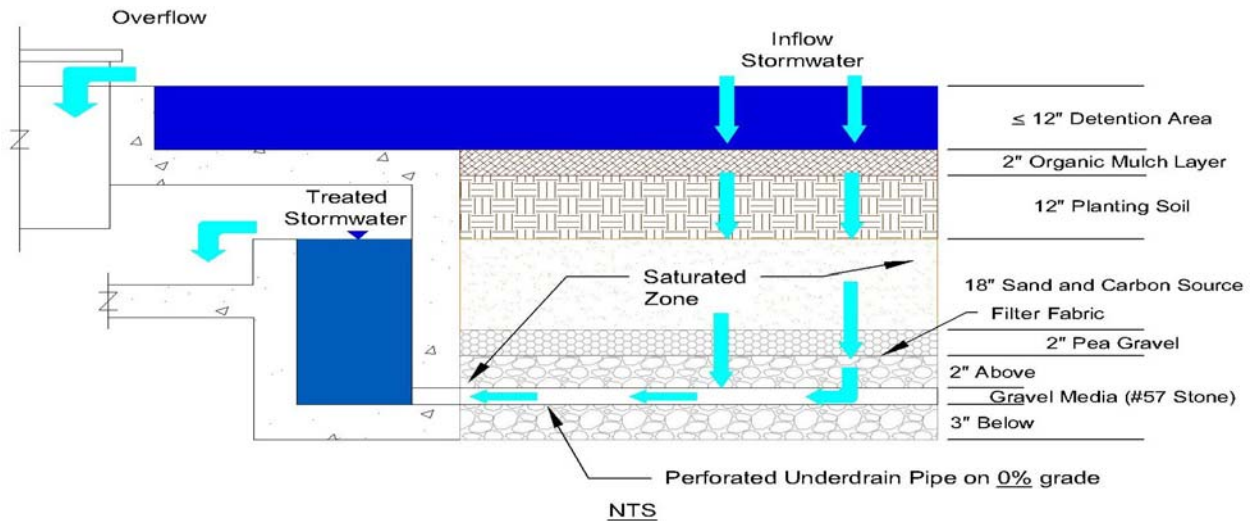 Overflow
Inflow
Stormwater
≤ 12" Detention Area
2" Organic Mulch Layer
Treated
Stormwater
12" Planting Soil
Saturated
Zone
18" Sand and Carbon Source
Filter Fabric
2" Pea Gravel
2" Above
Gravel Media (#57 Stone)
3" Below
Perforated Underdrain Pipe on 0% grade
NTS